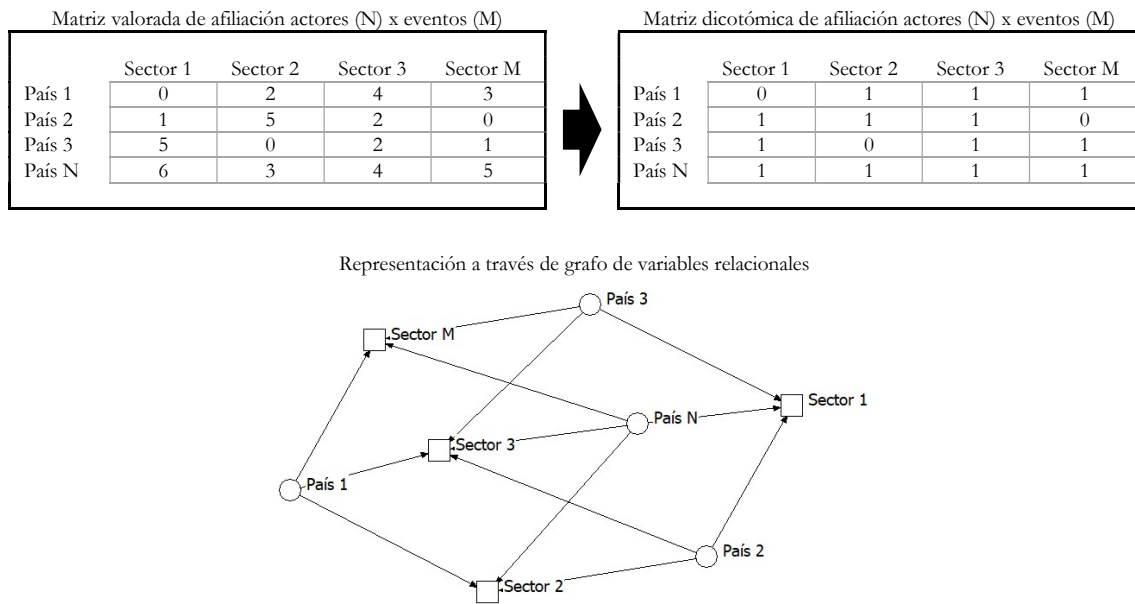 Matriz valorada de afiliación actores (N) x eventos (M)
Sector 1 Sector 2 Sector 3 Sector M
País 1 0 2 4 3
País 2 1 5 2 0
País 3 5 0 2 1
País N 6 3 4 5
Matriz dicotómica de afiliación actores (N) x eventos (M)
Sector 1 Sector 2 Sector 3 Sector M
País 1 0 1 1 1
País 2 1 1 1 0
País 3 1 0 1 1
País N 1 1 1 1
Representación a través de grafo de variables relacionales
País 3
Sector M
Sector 1
País N
Sector 3
País 1
País 2
Sector 2